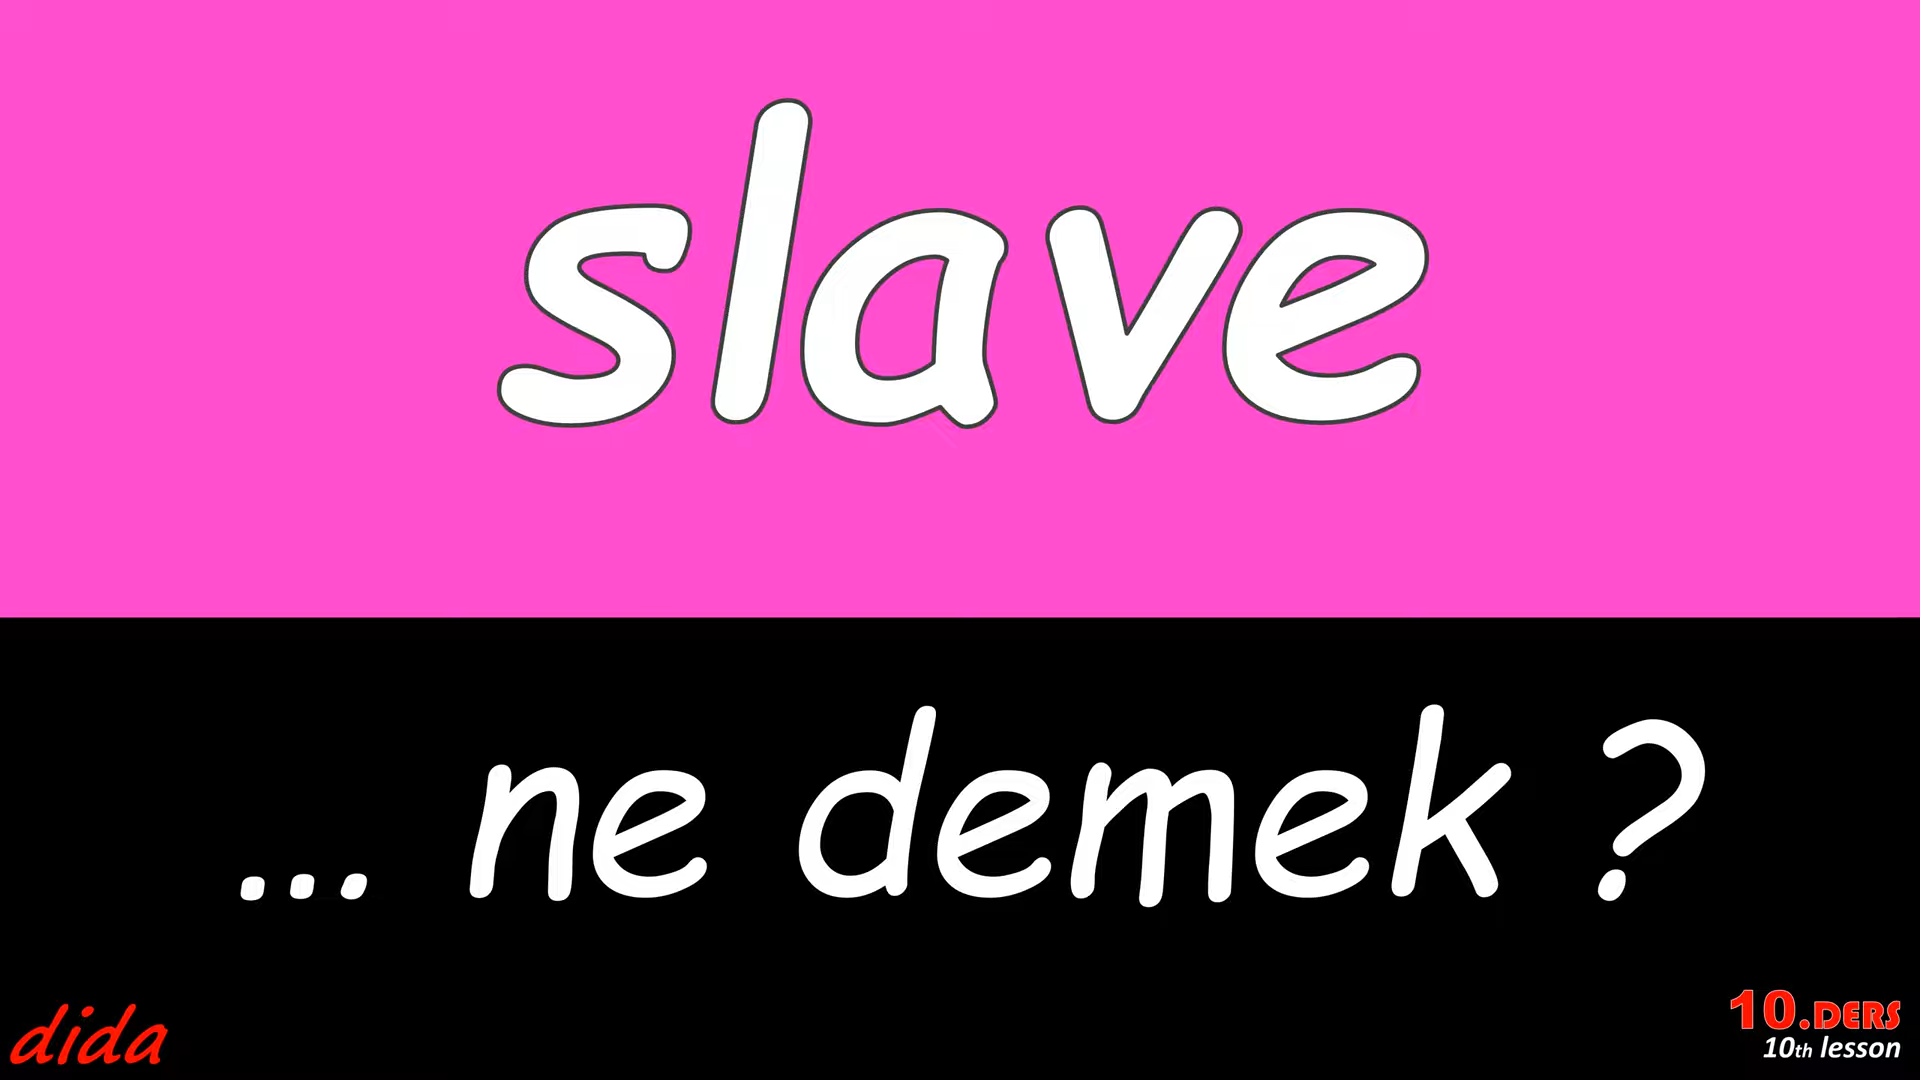 slave
... ne demek ?
dida
10.DERS
10th lesson